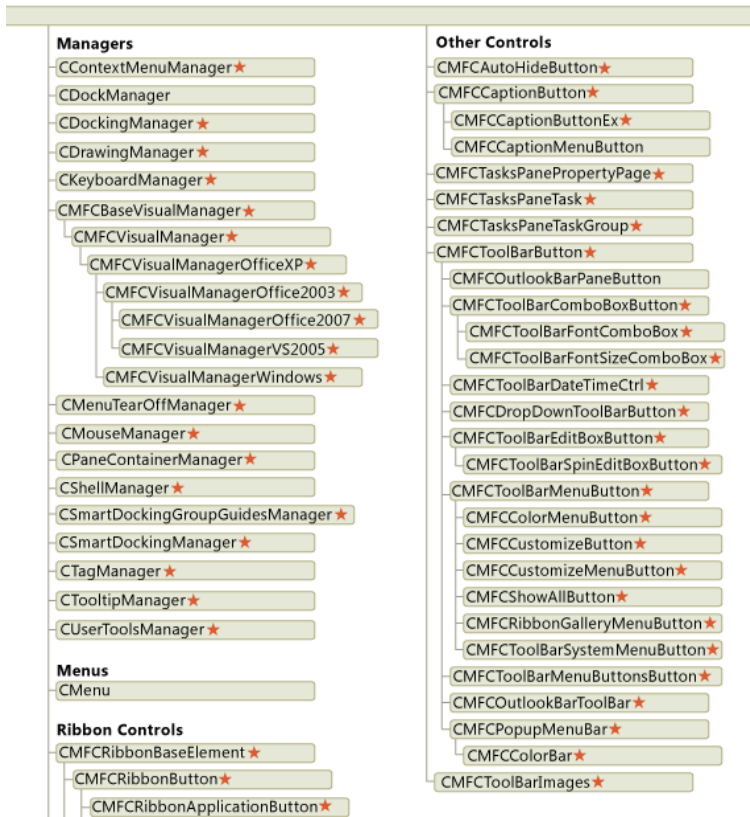 Managers
CContextMenuManager★
CDockManager
CDockingManager★
CDrawingManager★
CKeyboardManager★
CMFCBaseVisualManager★
CMFCVisualManager★
CMFCVisualManagerOfficeXP★
CMFCVisualManagerOffice2003★
CMFCVisualManagerOffice2007★
CMFCVisualManagerVS2005★
CMFCVisualManagerWindows★
CMenuTearOffManager★
CMouseManager★
CPaneContainerManager★
CShellManager★
CSmartDockingGroupGuidesManager★
CSmartDockingManager★
CTagManager★
CTooltipManager★
CUserToolsManager★
Menus
CMenu
Ribbon Controls
CMFCRibbonBaseElement★
CMFCRibbonButton★
CMFCRibbonApplicationButton★
Other Controls
CMFCAutoHideButton★
CMFCCaptionButton★
CMFCCaptionButtonEx★
CMFCCaptionMenuButton
CMFCTasksPanePropertyPage★
CMFCTasksPaneTask★
CMFCTasksPaneTaskGroup★
CMFCToolBarButton★
CMFCOutlookBarPaneButton
CMFCToolBarComboBoxButton★
CMFCToolBarFontComboBox★
CMFCToolBarFontSizeComboBox★
CMFCToolBarDateTimeCtrl★
CMFCDropDownToolBarButton★
CMFCToolBarEditBoxButton★
CMFCToolBarSpinEditBoxButton★
CMFCToolBarMenuButton★
CMFCColorMenuButton★
CMFCCustomizeButton★
CMFCCustomizeMenuButton★
CMFCShowAllButton★
CMFCRibbonGalleryMenuButton★
CMFCToolBarSystemMenuButton★
CMFCToolBarMenuButtonsButton★
CMFCOutlookBarToolBar★
CMFCPopupMenuBar★
CMFCColorBar★
CMFCToolBarImages★